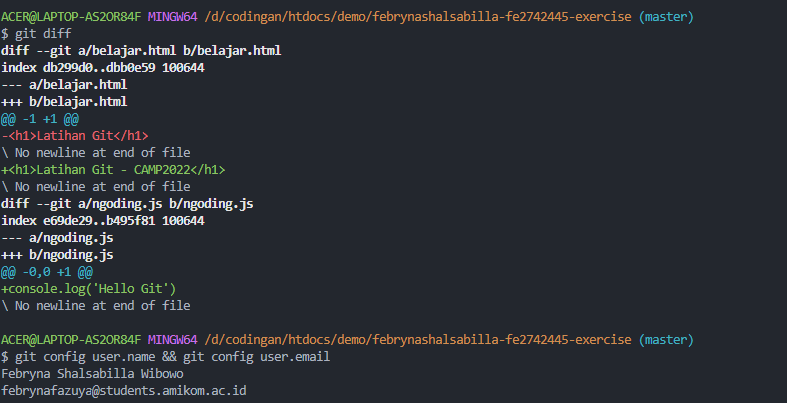 ACER@LAPTOP-AS2OR84F MINGW64 /d/codingan/htdocs/demo/febrynashalsabilla-fe2742445-exercise (master)
$ git diff
diff --git a/belajar.html b/belajar.html
index db299d0..dbb0e59 100644
--- a/belajar.html
+++ b/belajar.html
@@ -1 +1 @@
-<h1>Latihan Git</h1>
\ No newline at end of file
+<h1>Latihan Git - CAMP2022</h1>
\ No newline at end of file
diff --git a/ngoding.js b/ngoding.js
index e69de29..b495f81 100644
--- a/ngoding.js
+++ b/ngoding.js
@@ -0,0 +1 @@
+console.log('Hello Git')
\ No newline at end of file
ACER@LAPTOP-AS2OR84F MINGW64 /d/codingan/htdocs/demo/febrynashalsabilla-fe2742445-exercise (master)
$ git config user.name && git config user.email
Febryna Shalsabilla Wibowo
febrynafazuya@students.amikom.ac.id